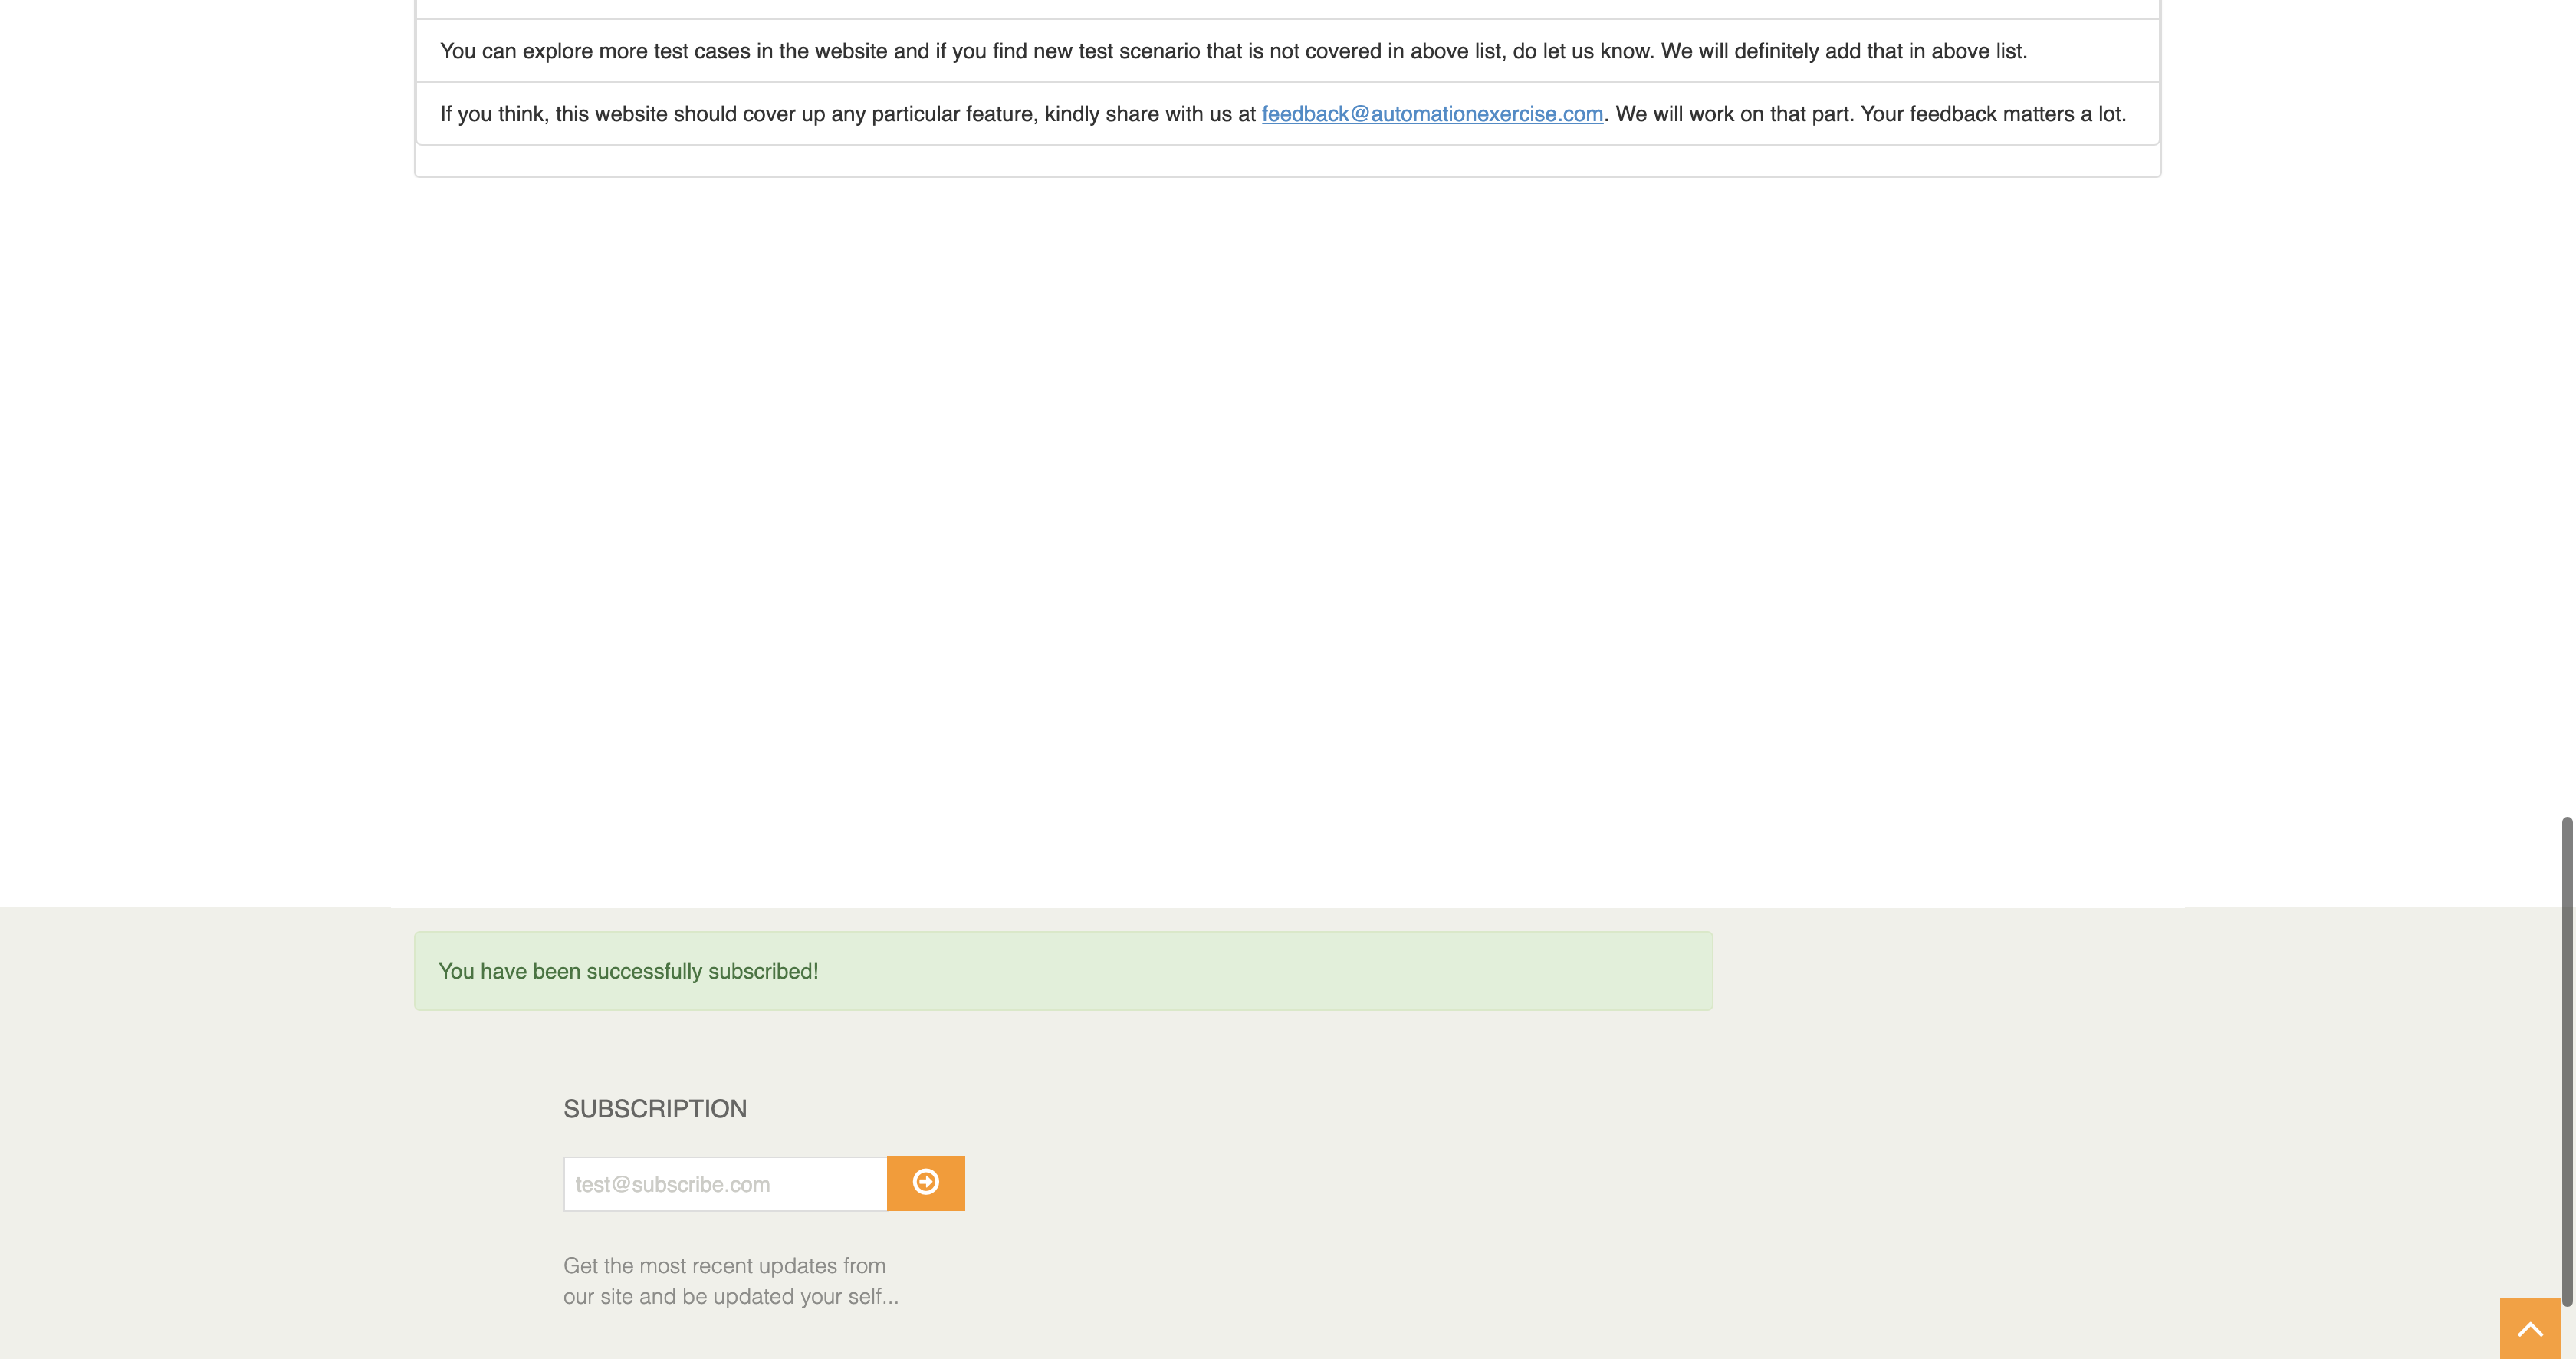 You can explore more test cases in the website and if you find new test scenario that is not covered in above list, do let us know. We will definitely add that in above list.
If you think, this website should cover up any particular feature, kindly share with us at feedback@automationexercise.com. We will work on that part. Your feedback matters a lot.
You have been successfully subscribed!
SUBSCRIPTION
test@subscribe.com
Get the most recent updates from
our site and be updated your self...